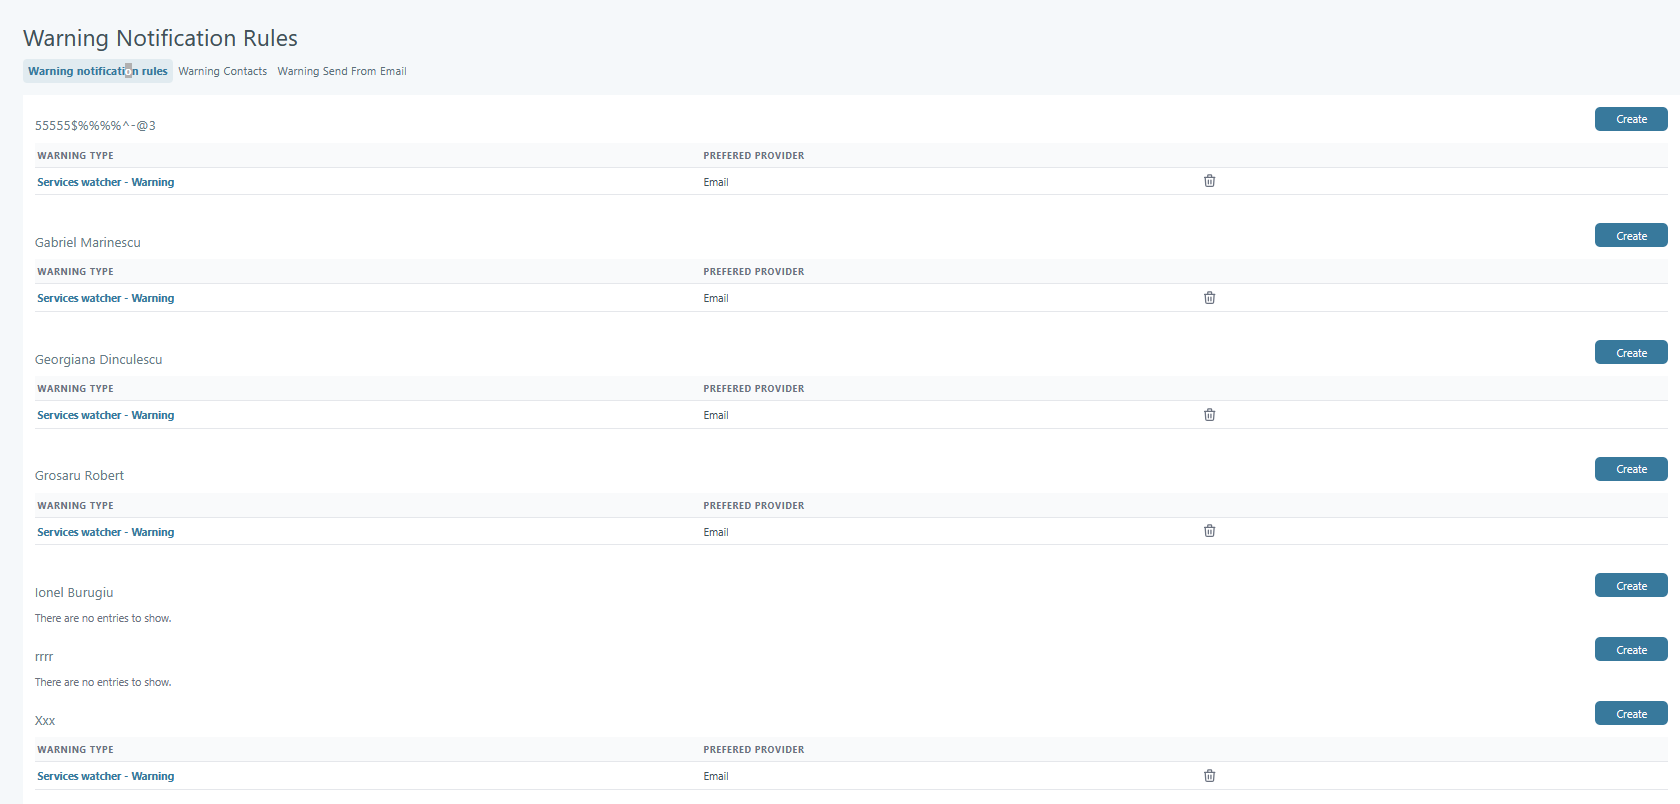 Warning Notification Rules
Warning notification rules Warning Contacts Warning Send From Email
55555$%%%%^-@3 Create
WARNING TYPE PREFERED PROVIDER
Services watcher - Warning Email
Gabriel Marinescu Create
WARNING TYPE PREFERED PROVIDER
Services watcher - Warning Email
Georgiana Dinculescu Create
WARNING TYPE PREFERED PROVIDER
Services watcher - Warning Email
Grosaru Robert Create
WARNING TYPE PREFERED PROVIDER
Services watcher - Warning Email
Ionel Burugiu Create
There are no entries to show.
rrrr Create
There are no entries to show.
Xxx Create
WARNING TYPE PREFERED PROVIDER
Services watcher - Warning Email